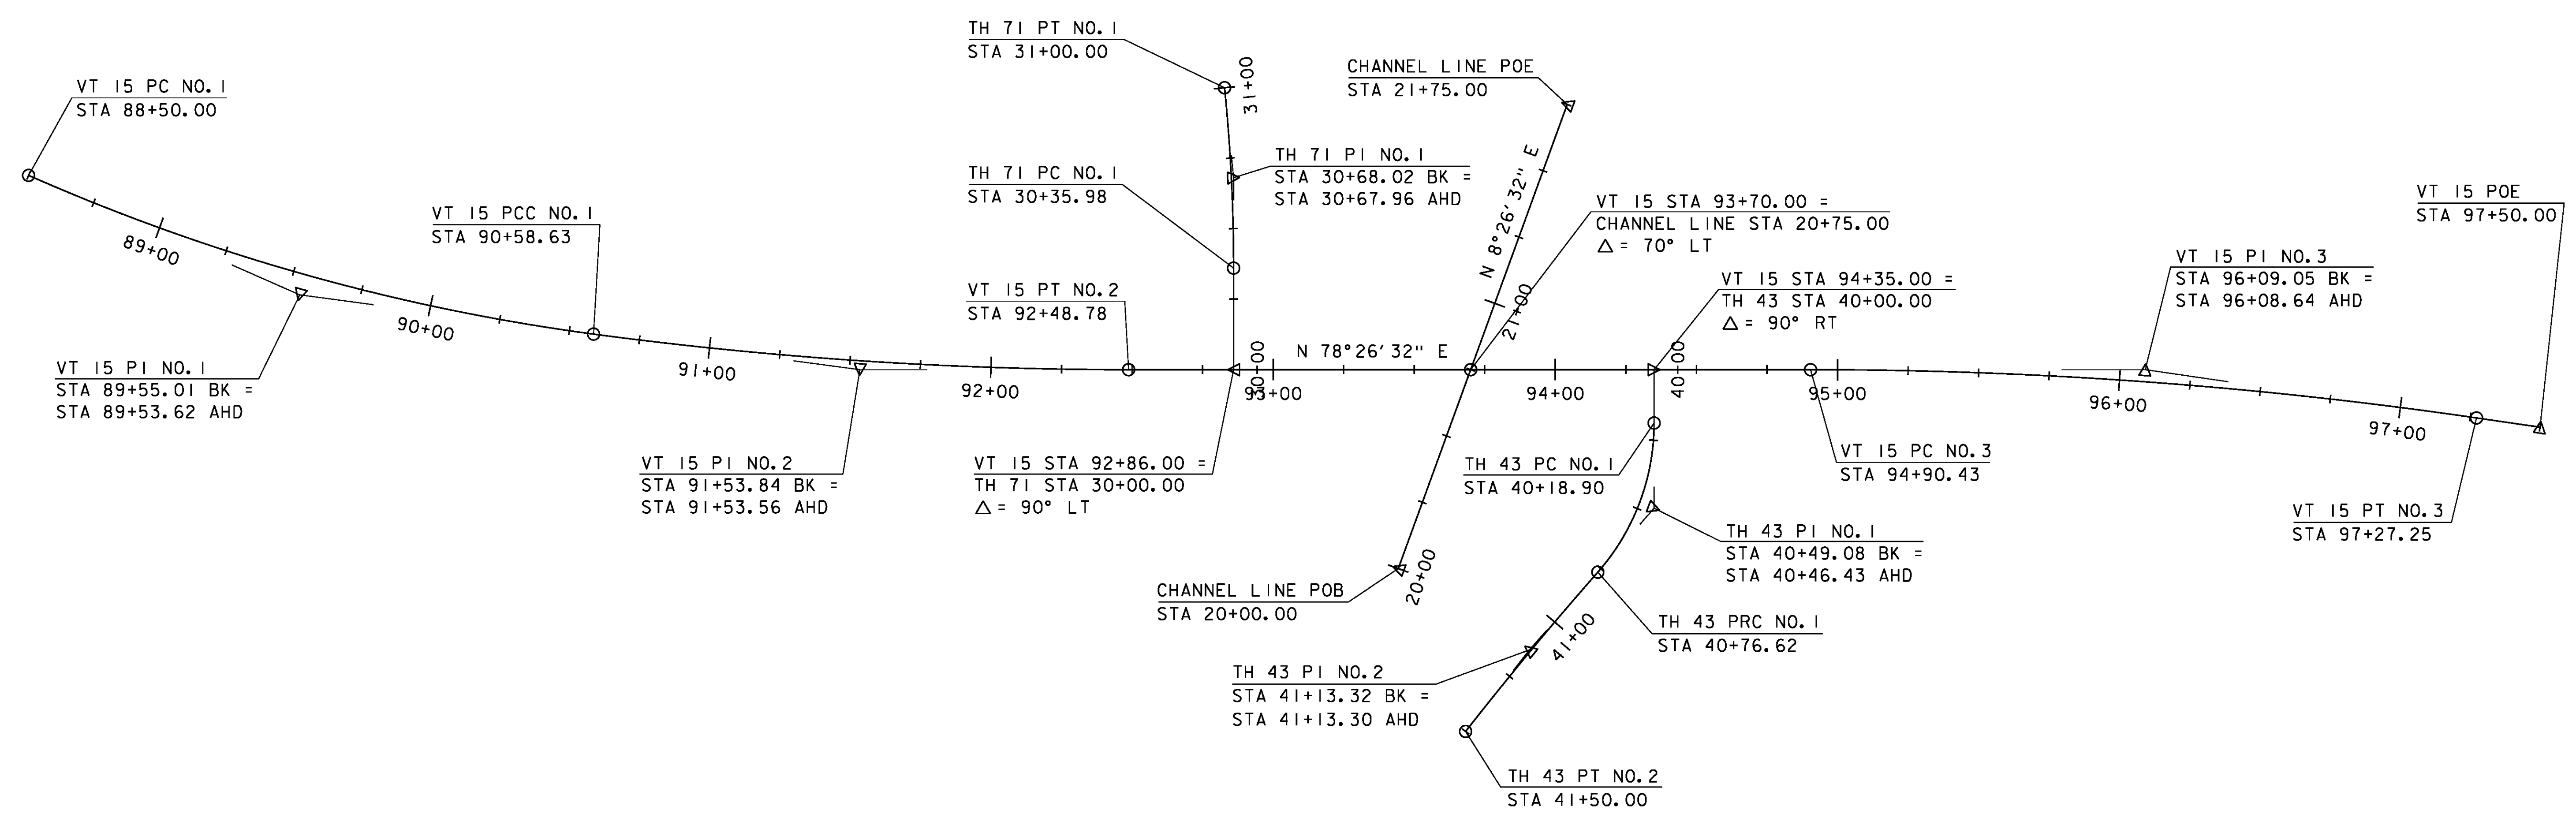 TH 71 PT NO.1
STA 31+00.00
31+00
CHANNEL LINE POE
STA 21+75.00
VT 15 PC NO.1
STA 88+50.00
TH 71 PI NO.1
STA 30+68.02 BK =
STA 30+67.96 AHD
TH 71 PC NO.1
STA 30+35.98
N 8°26'32" E
VT 15 STA 93+70.00 =
CHANNEL LINE STA 20+75.00
△= 70° LT
VT 15 POE
STA 97+50.00
VT 15 PCC NO.1
STA 90+58.63
89+00
VT 15 PI NO.3
STA 96+09.05 BK =
STA 96+08.64 AHD
VT 15 STA 94+35.00 =
TH 43 STA 40+00.00
△= 90° RT
VT 15 PT NO.2
STA 92+48.78
21+00
90+00
N 78°26'32" E
30+00
40+00
91+00
92+00
93+00
94+00
95+00
96+00
97+00
VT 15 PI NO.1
STA 89+55.01 BK =
STA 89+53.62 AHD
VT 15 PI NO.2
STA 91+53.84 BK =
STA 91+53.56 AHD
VT 15 STA 92+86.00 =
TH 71 STA 30+00.00
△= 90° LT
TH 43 PC NO.1
STA 40+18.90
VT 15 PC NO.3
STA 94+90.43
VT 15 PT NO.3
STA 97+27.25
TH 43 PI NO.1
STA 40+49.08 BK =
STA 40+46.43 AHD
CHANNEL LINE POB
STA 20+00.00
20+00
TH 43 PRC NO.1
STA 40+76.62
41+00
TH 43 PI NO.2
STA 41+13.32 BK =
STA 41+13.30 AHD
TH 43 PT NO.2
STA 41+50.00